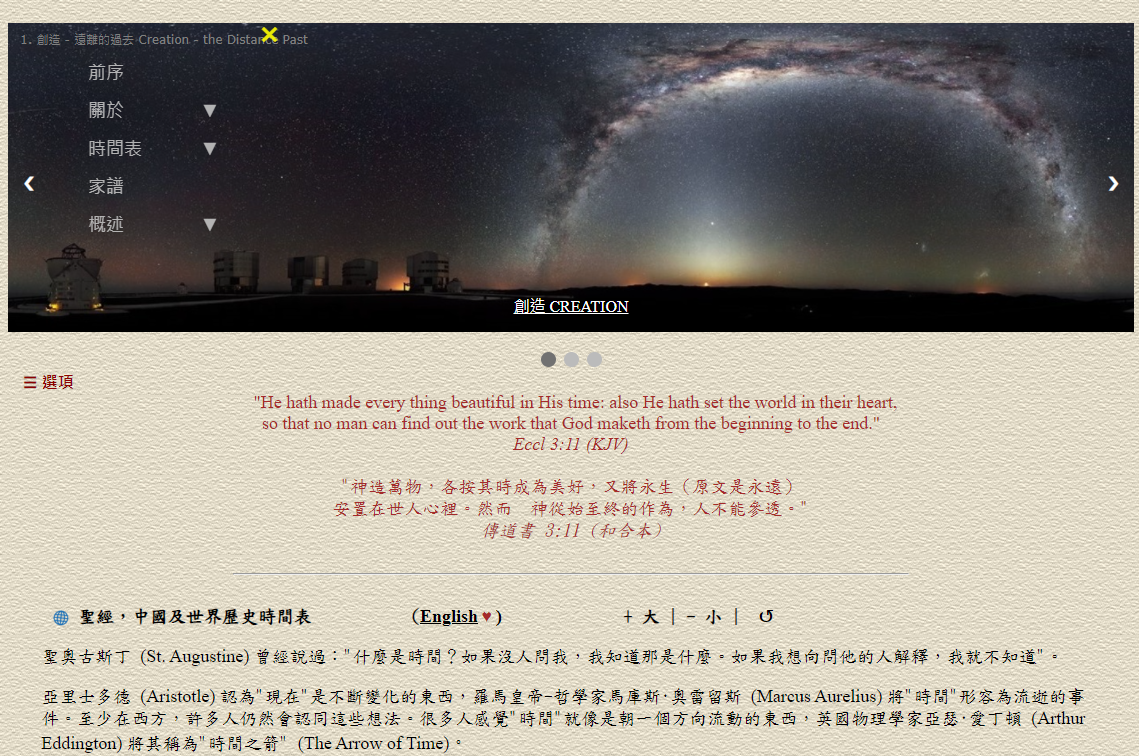 1. 創造 - 遠離的過去 Creation - the Distance Past
前序
關於 ▼
時間表 ▼
家譜
概述 ▼
創造 CREATION
☰ 選項
"He hath made every thing beautiful in His time: also He hath set the world in their heart,
so that no man can find out the work that God maketh from the beginning to the end."
Eccl 3:11 (KJV)
"神造萬物，各按其時成為美好，又將永生（原文是永遠）
安置在世人心裡。然而　神從始至終的作為，人不能參透。"
傳道書 3:11（和合本）
聖經，中國及世界歷史時間表 （English ♥ ) + 大 | - 小 | ↺
聖奧古斯丁 (St. Augustine) 曾經說過："什麼是時間？如果沒人問我，我知道那是什麼。如果我想向問他的人解釋，我就不知道"。
亞里士多德 (Aristotle) 認為"現在"是不斷變化的東西，羅馬皇帝-哲學家馬庫斯·奧雷留斯 (Marcus Aurelius) 將"時間"形容為流逝的事
件。至少在西方，許多人仍然會認同這些想法。很多人感覺"時間"就像是朝一個方向流動的東西，英國物理學家亞瑟·愛丁頓 (Arthur
Eddington) 將其稱為"時間之箭" (The Arrow of Time)。